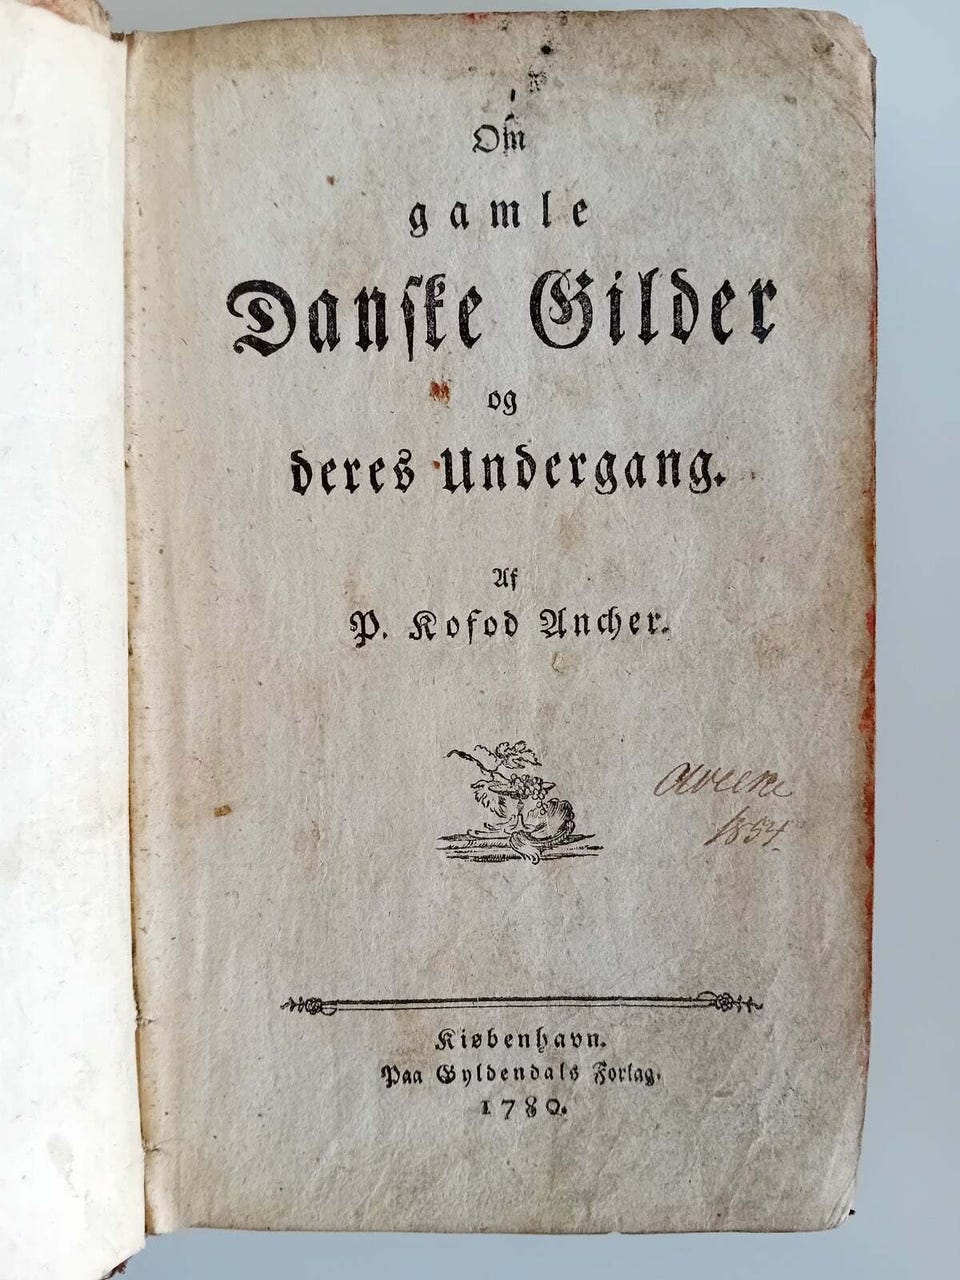 Om
gamle
Danske Gilder
og
deres Undergang.
Af
P. Kofod Ancher.
1854.
Kiøbenhavn.
Paa Gyldendals Forlag.
1780.